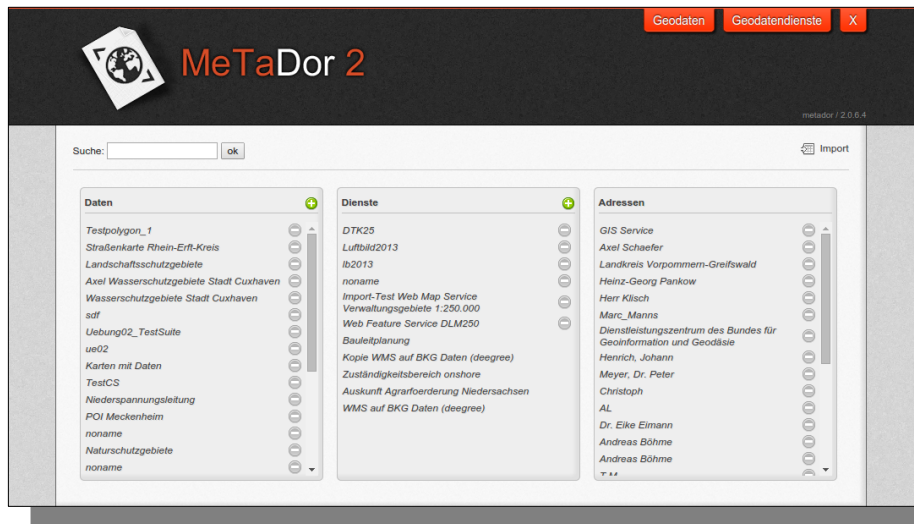 Geodaten Geodatendienste X
MeTaDor 2
metador / 2.0.6.4
Suche: ok Import
Daten
Testpolygon_1
Straßenkarte Rhein-Erft-Kreis
Landschaftsschutzgebiete
Axel Wasserschutzgebiete Stadt Cuxhaven
Wasserschutzgebiete Stadt Cuxhaven
sdf
Uebung02_TestSuite
ue02
Karten mit Daten
TestCS
Niederspannungsleitung
POI Meckenheim
noname
Naturschutzgebiete
noname
Dienste
DTK25
Luftbild2013
lb2013
noname
Import-Test Web Map Service
Verwaltungsgebiete 1:250.000
Web Feature Service DLM250
Bauleitplanung
Kopie WMS auf BKG Daten (deegree)
Zuständigkeitsbereich onshore
Auskunft Agrarfoerderung Niedersachsen
WMS auf BKG Daten (deegree)
Adressen
GIS Service
Axel Schaefer
Landkreis Vorpommern-Greifswald
Heinz-Georg Pankow
Herr Klisch
Marc_Manns
Dienstleistungszentrum des Bundes für
Geoinformation und Geodäsie
Henrich, Johann
Meyer, Dr. Peter
Christoph
AL
Dr. Eike Eimann
Andreas Böhme
Andreas Böhme